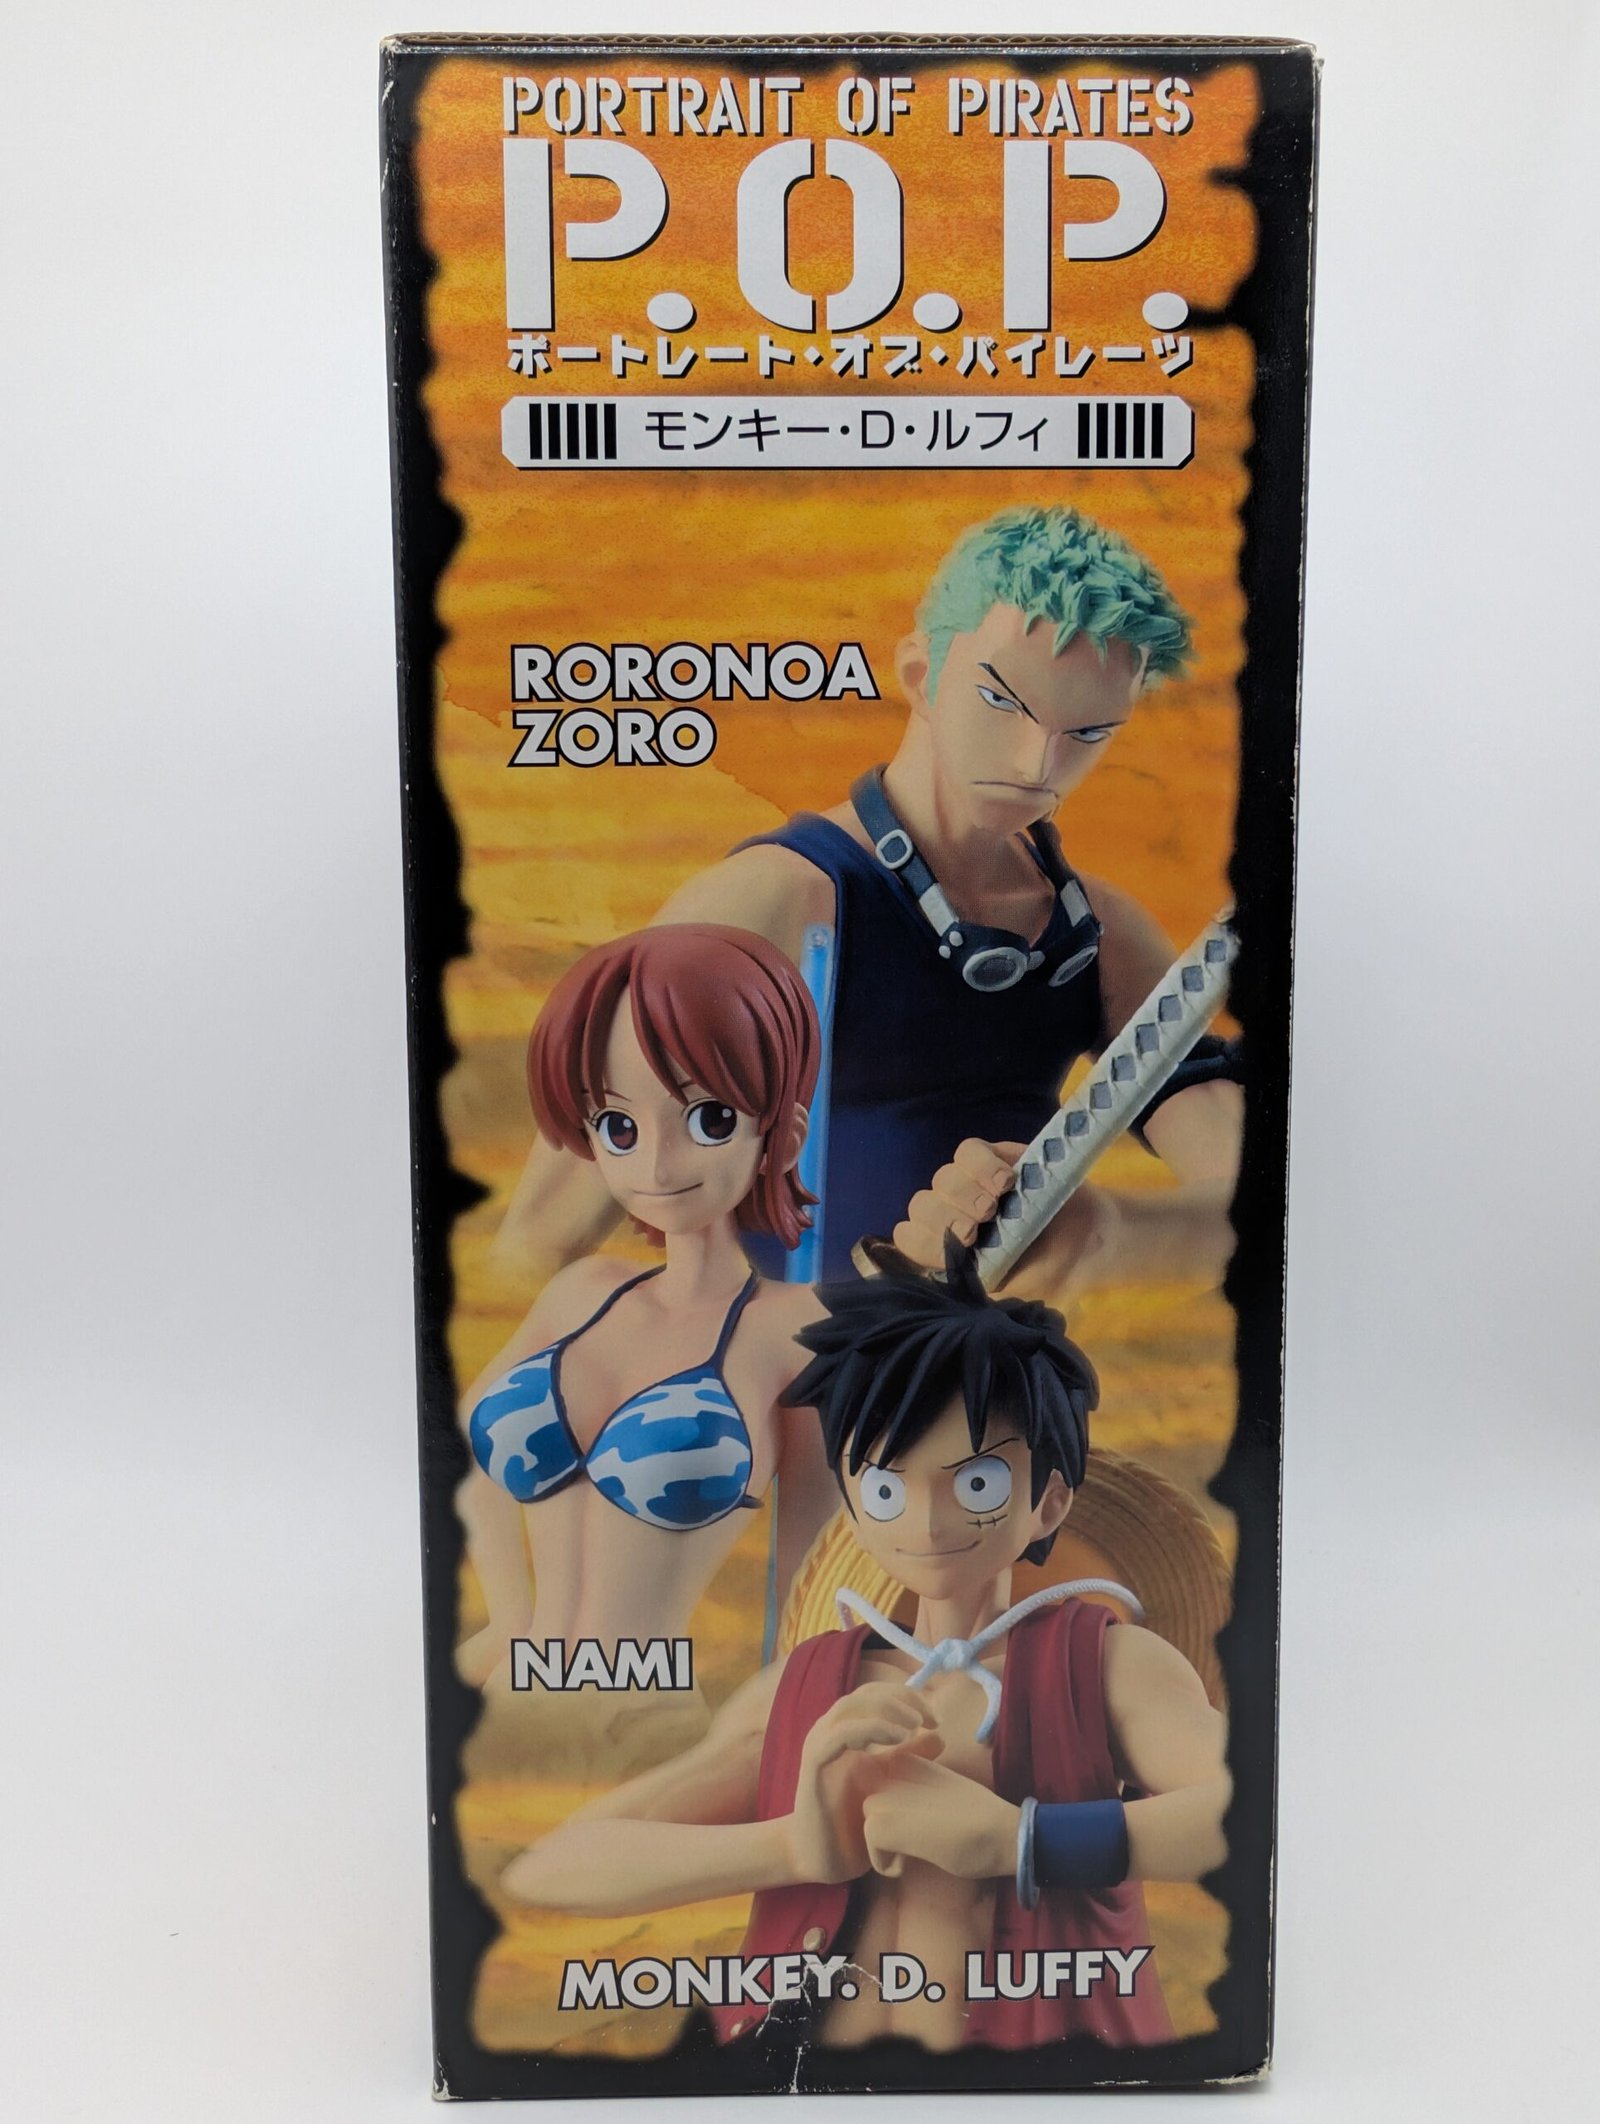 PORTRAIT OF PIRATES
P.O.P.
ポートレート・オブ・パイレーツ
モンキー・D・ルフィ
RORONOA
ZORO
NAMI
MONKEY. D. LUFFY